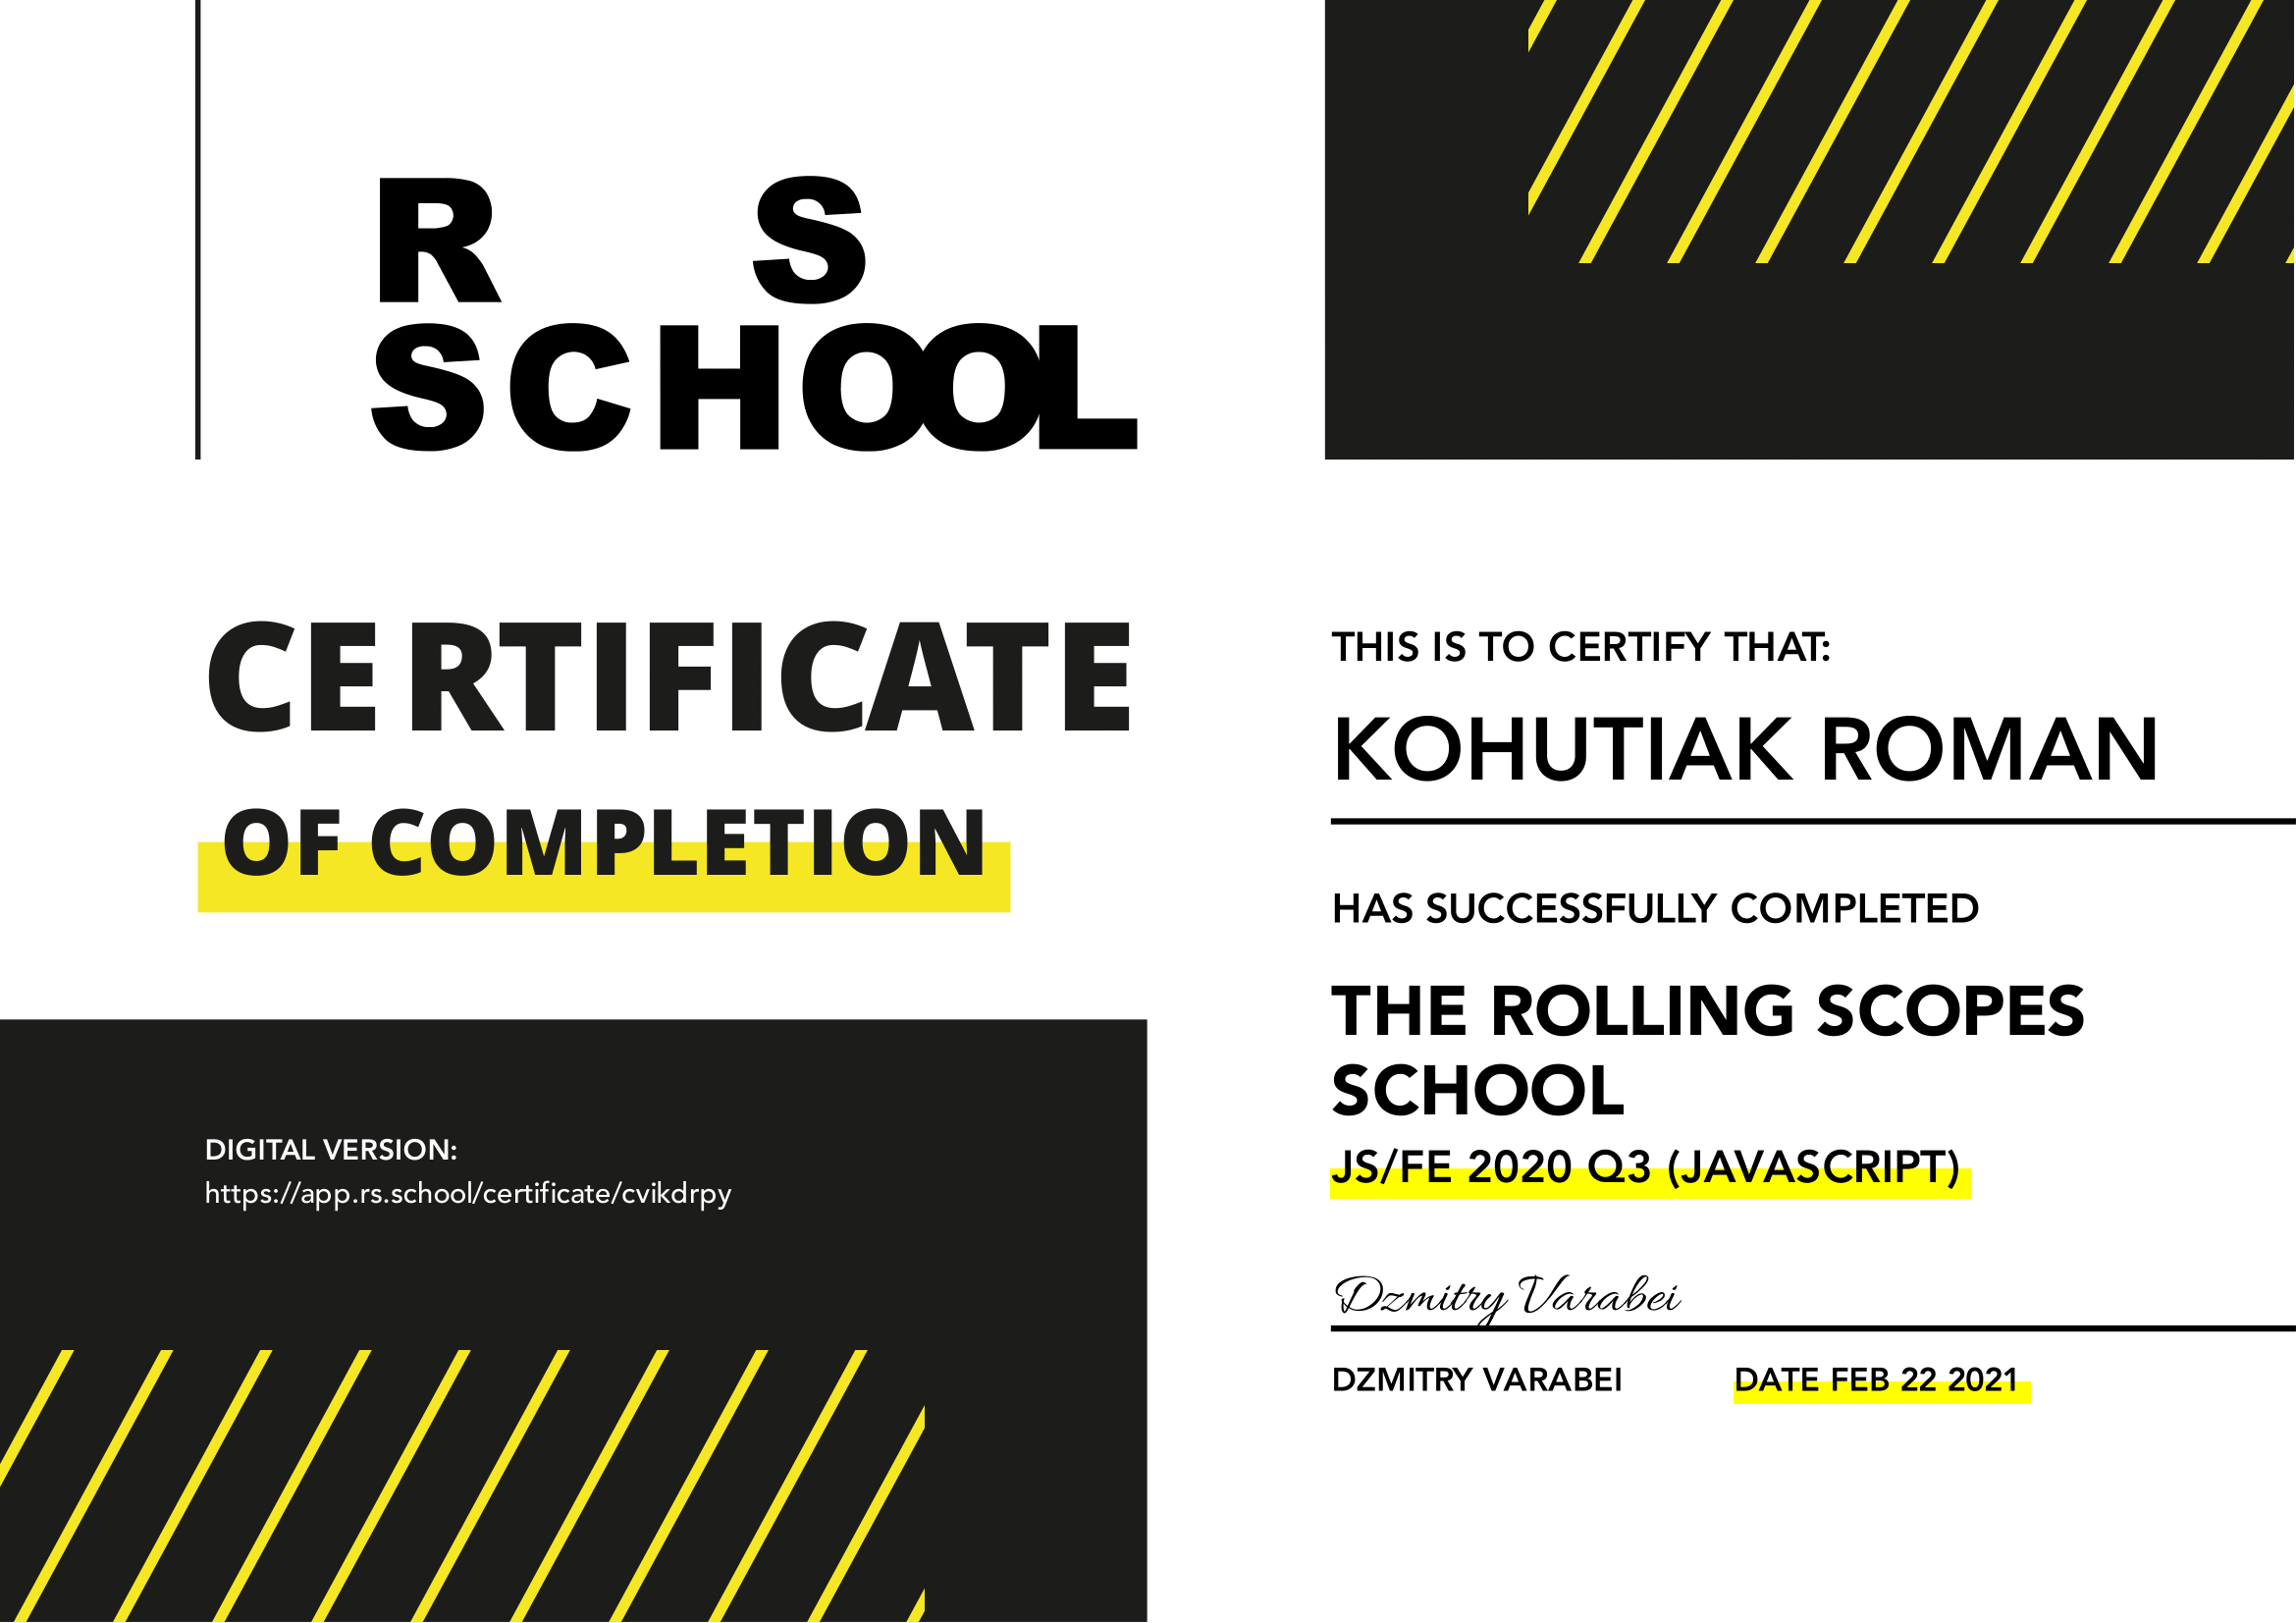 R S
SCHOOL
CERTIFICATE
OF COMPLETION
DIGITAL VERSION:
https://app.rs.school/certificate/cvikdrpy
THIS IS TO CERTIFY THAT:
KOHUTIAK ROMAN
HAS SUCCESSFULLY COMPLETED
THE ROLLING SCOPES
SCHOOL
JS/FE 2020 Q3 (JAVASCRIPT)
Dzmitry Varabei
DZMITRY VARABEI
DATE FEB 22 2021